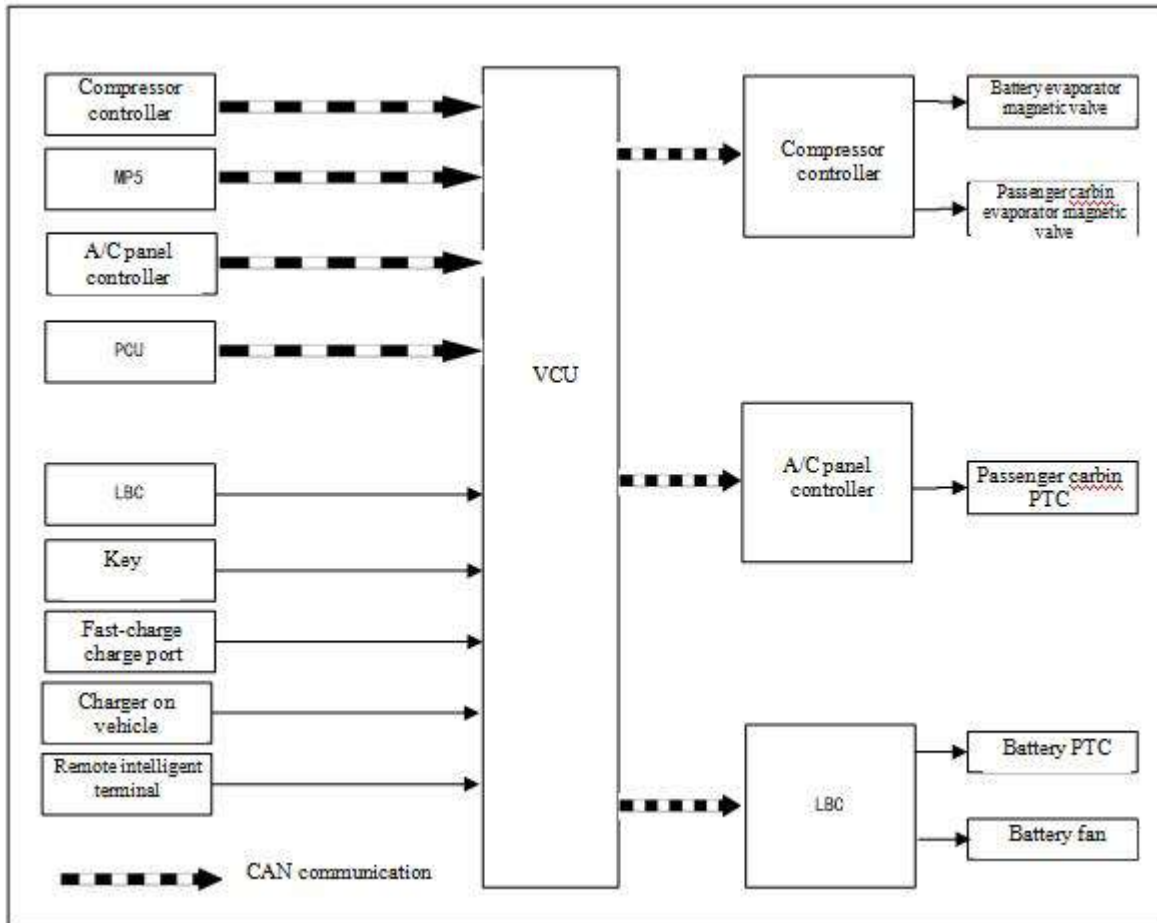 Compressor
controller
MP5
A/C panel
controller
PCU
LBC
Key
Fast-charge
charge port
Charger on
vehicle
Remote intelligent
terminal
CAN communication
VCU
Compressor
controller
Battery evaporator
magnetic valve
Passenger carbin
evaporator magnetic
valve
A/C panel
controller
Passenger carbin
PTC
LBC
Battery PTC
Battery fan